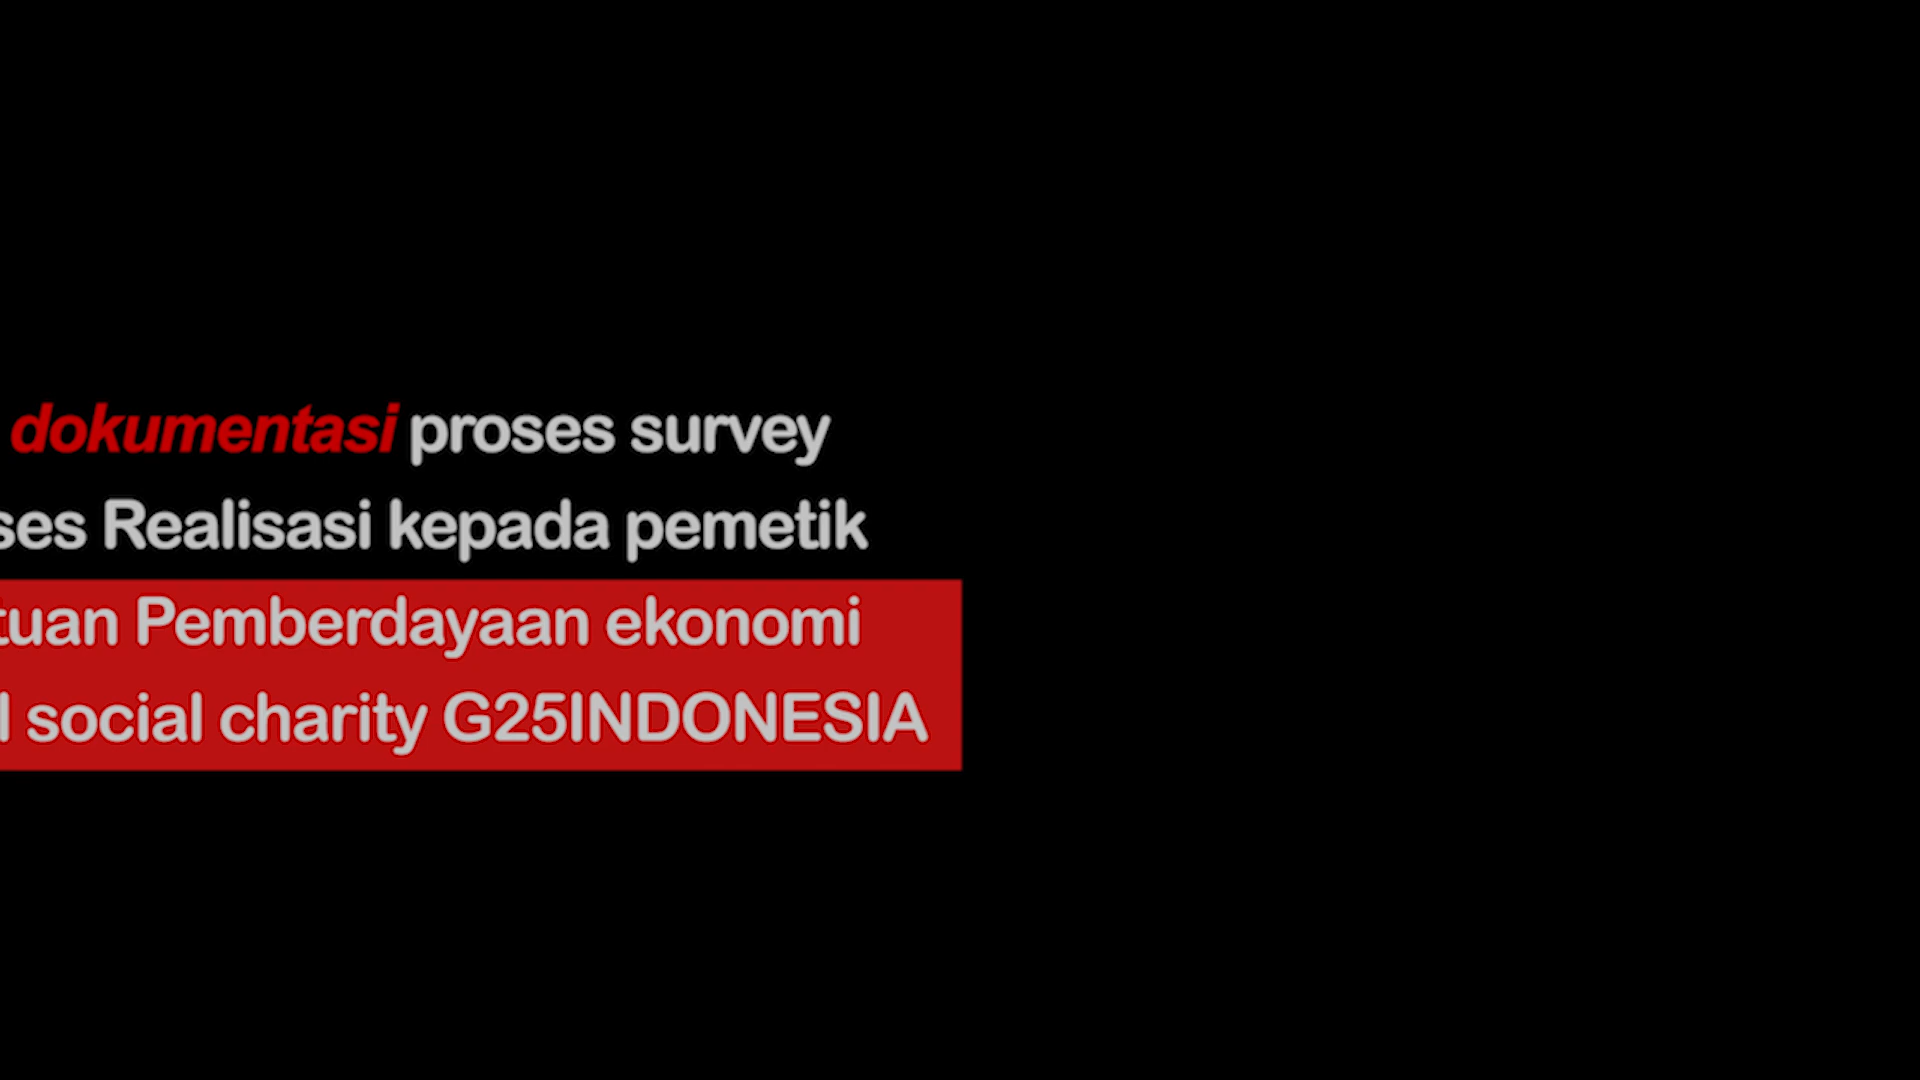 dokumentasi proses survey
ses Realisasi kepada pemetik
tuan Pemberdayaan ekonomi
l social charity G25INDONESIA